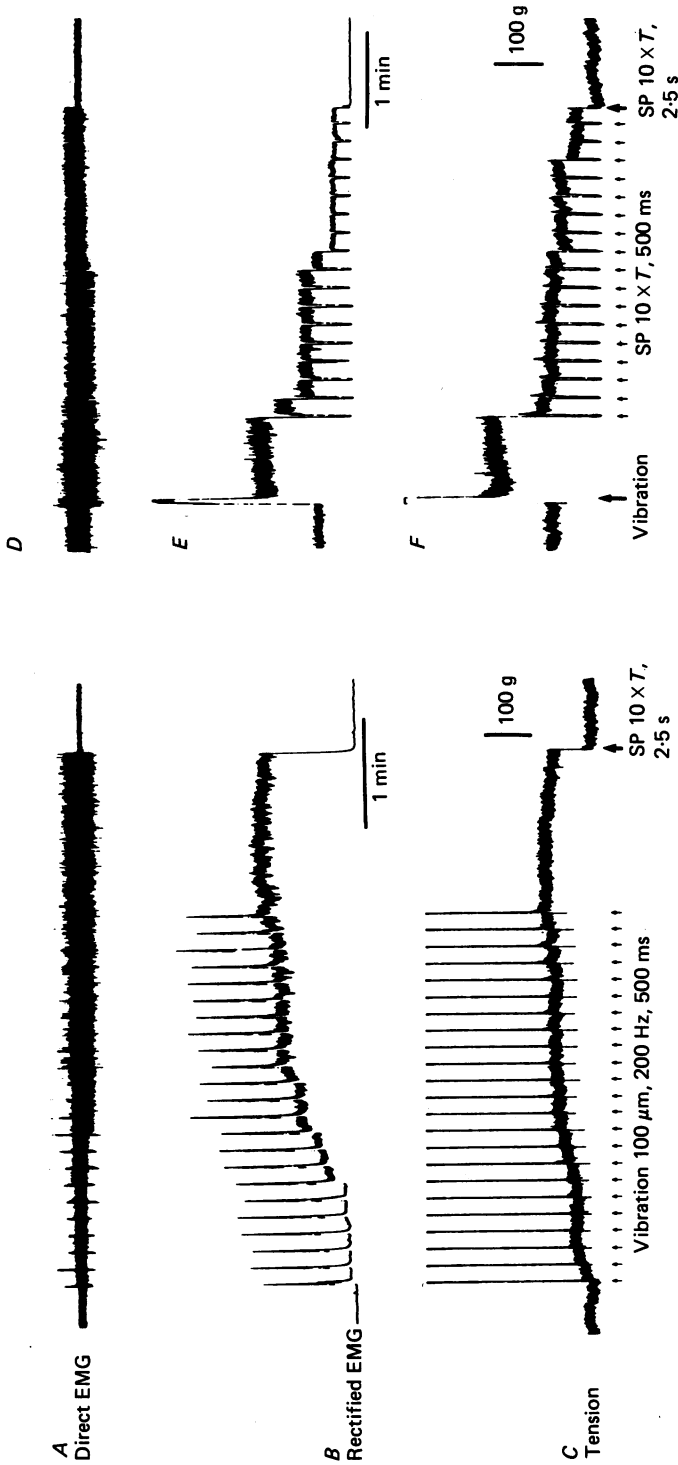 A
Direct EMG
B
Rectified EMG
1 min
C
Tension
100 g
Vibration 100 μm, 200 Hz, 500 ms
SP 10 × T,
2·5 s
D
E
1 min
F
100 g
Vibration
SP 10 × T, 500 ms
SP 10 × T,
2·5 s